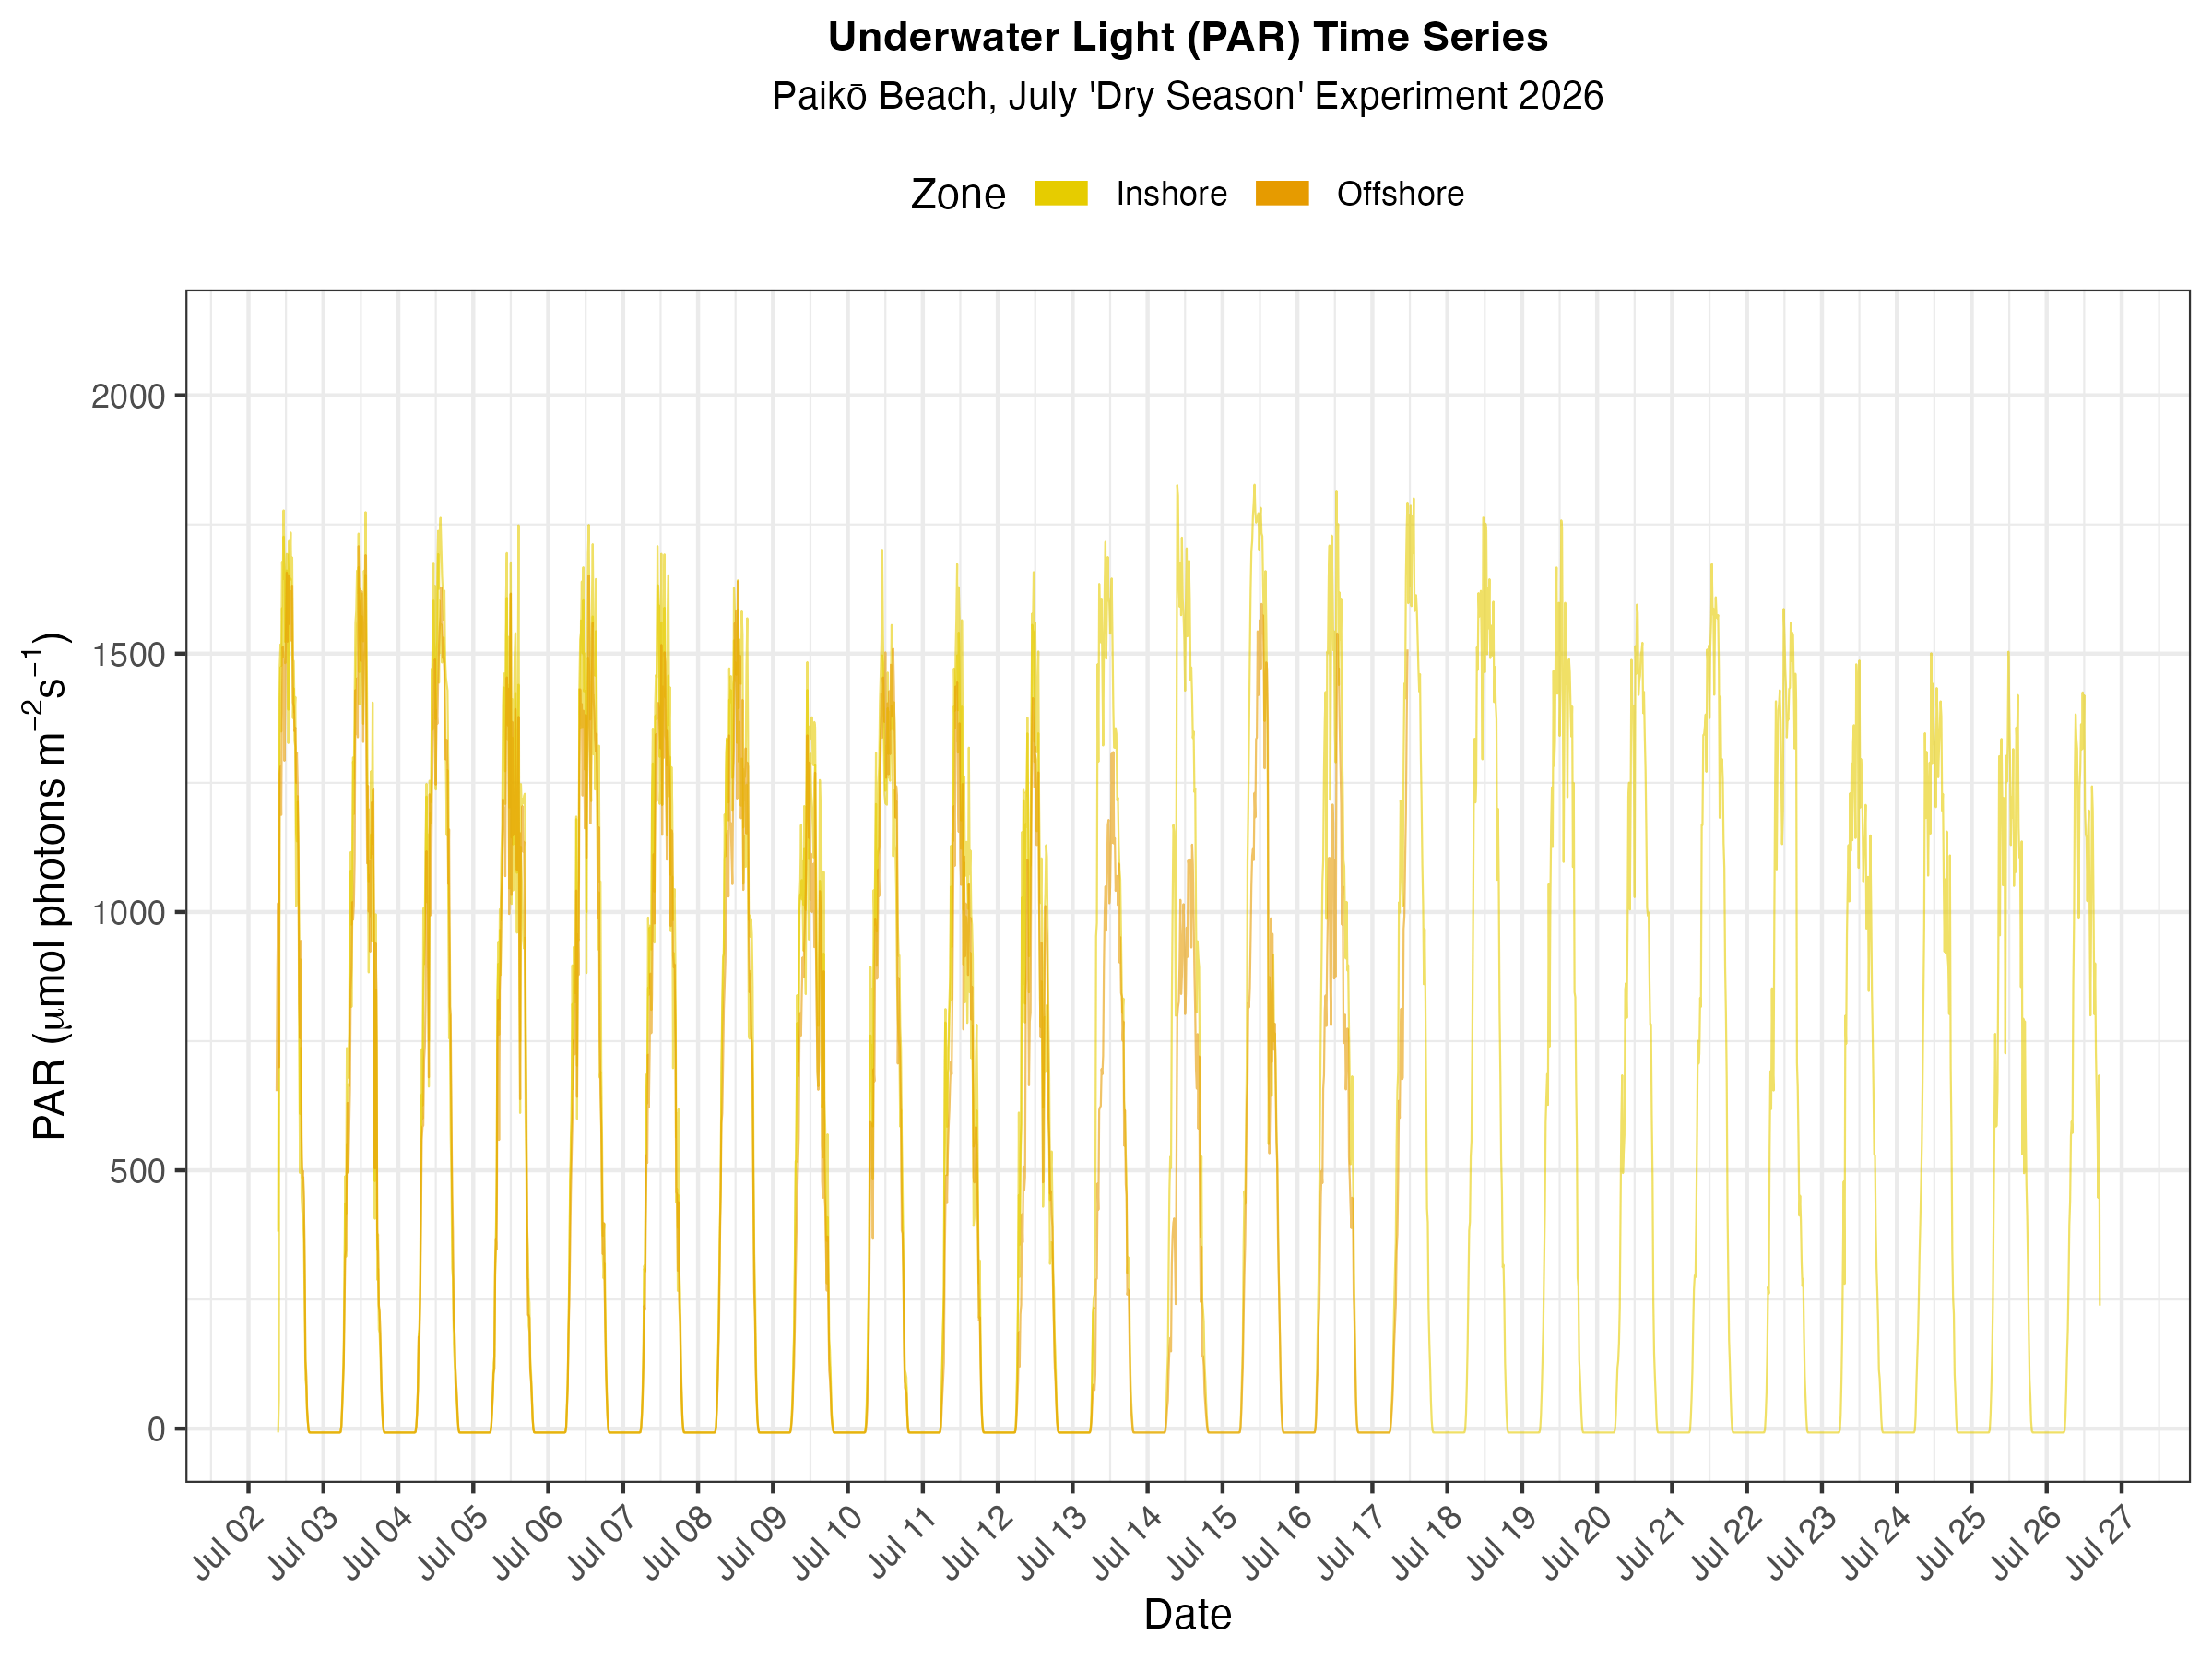 Underwater Light (PAR) Time Series
Paikō Beach, July 'Dry Season' Experiment 2026
Zone Inshore Offshore
PAR (μmol photons m⁻²s⁻¹)
2000
1500
1000
500
0
Jul 02 Jul 03 Jul 04 Jul 05 Jul 06 Jul 07 Jul 08 Jul 09 Jul 10 Jul 11 Jul 12 Jul 13 Jul 14 Jul 15 Jul 16 Jul 17 Jul 18 Jul 19 Jul 20 Jul 21 Jul 22 Jul 23 Jul 24 Jul 25 Jul 26 Jul 27
Date